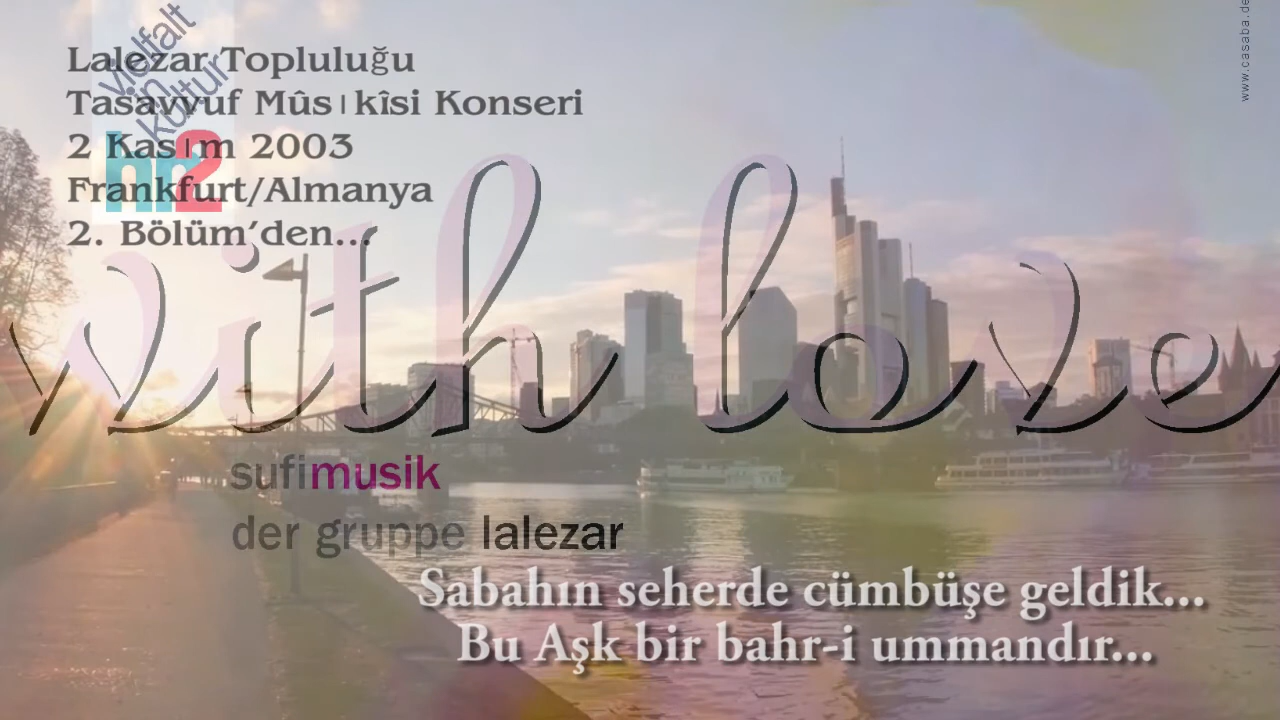 Lalezar Topluluğu
Tasavvuf Mûsıkîsi Konseri
2 Kasım 2003
Frankfurt/Almanya
2. Bölüm'den...
vielfalt
in
kultur
hr2
www.casaba.de
with love
sufimusik
der gruppe lalezar
Sabahın seherde cümbüşe geldik...
Bu Aşk bir bahr-i ummandır...